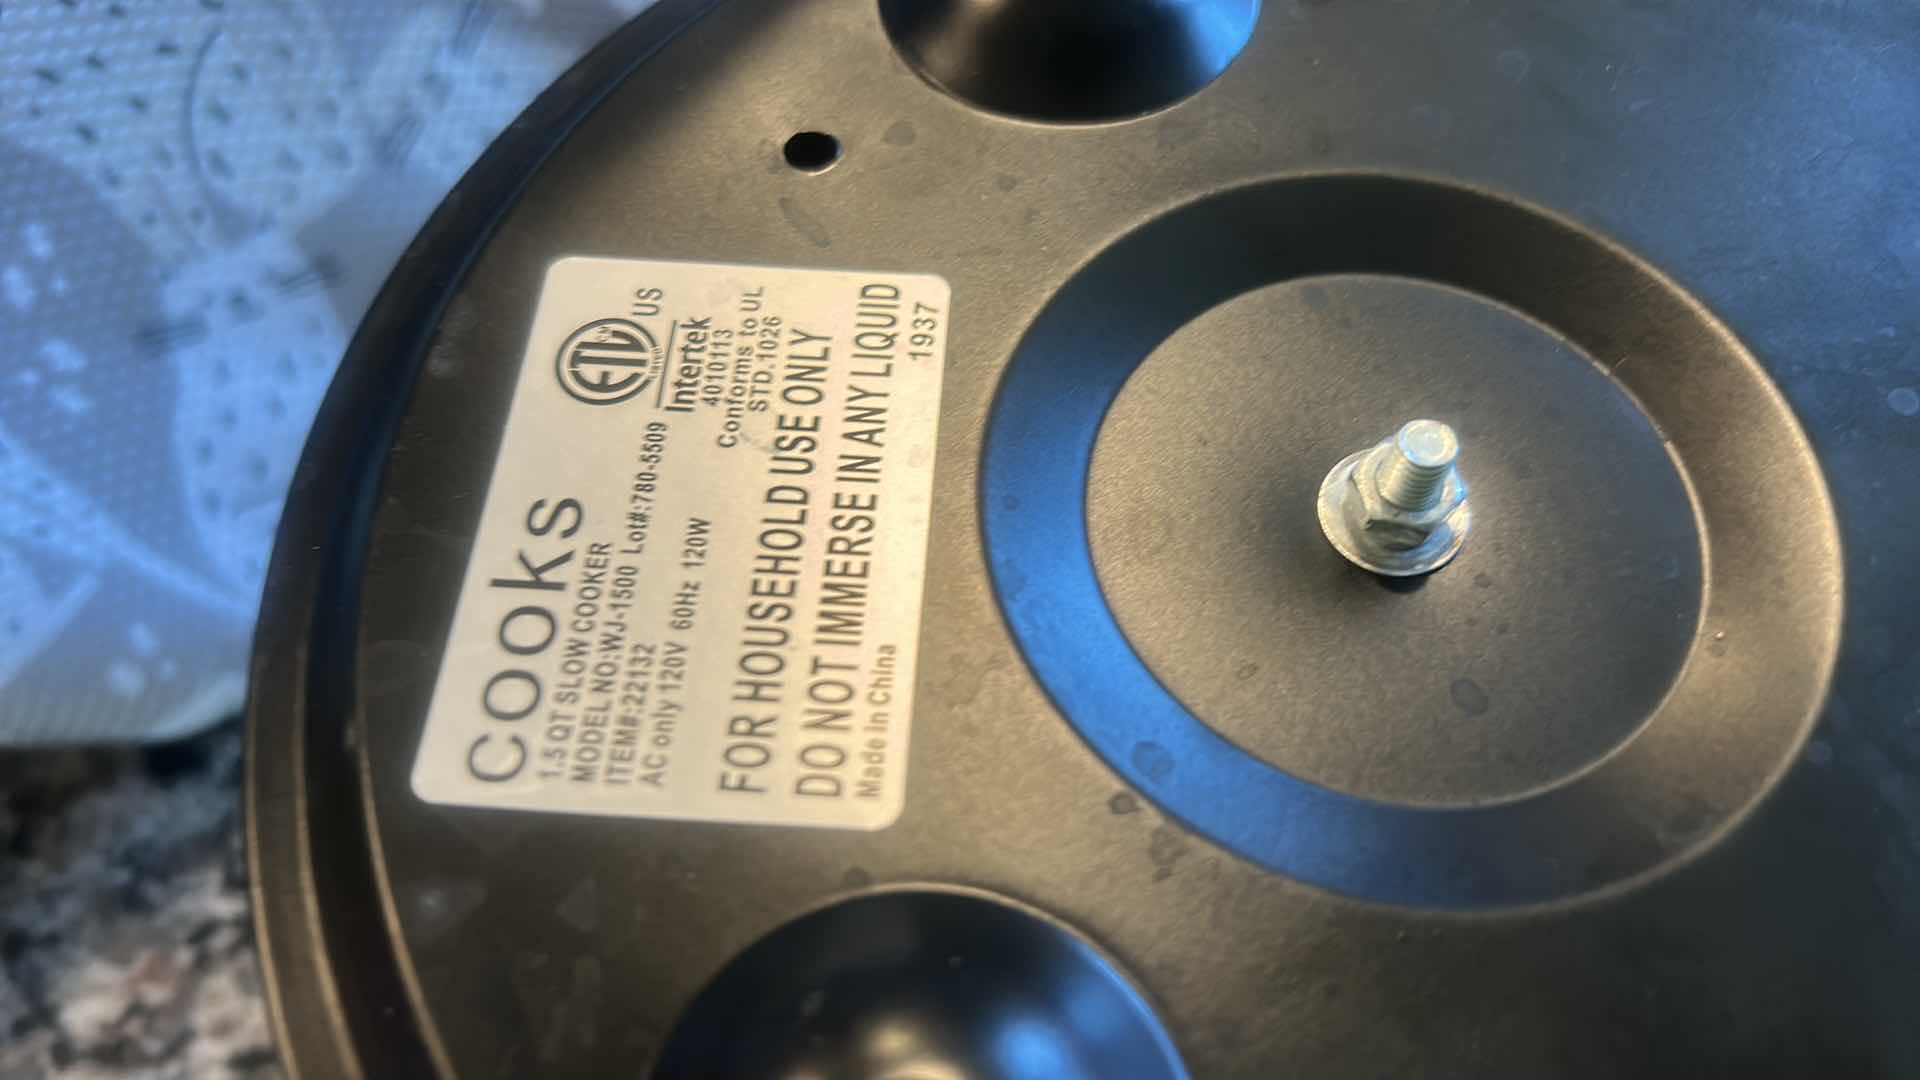 cooks
1.5 QT SLOW COOKER
MODEL NO:WJ-1500 Lot#:780-5509
ITEM#:22132
AC only 120V 60Hz 120W
ETL
US
Intertek
4010113
Conforms to UL
STD.1026
FOR HOUSEHOLD USE ONLY
DO NOT IMMERSE IN ANY LIQUID
Made in China
1937